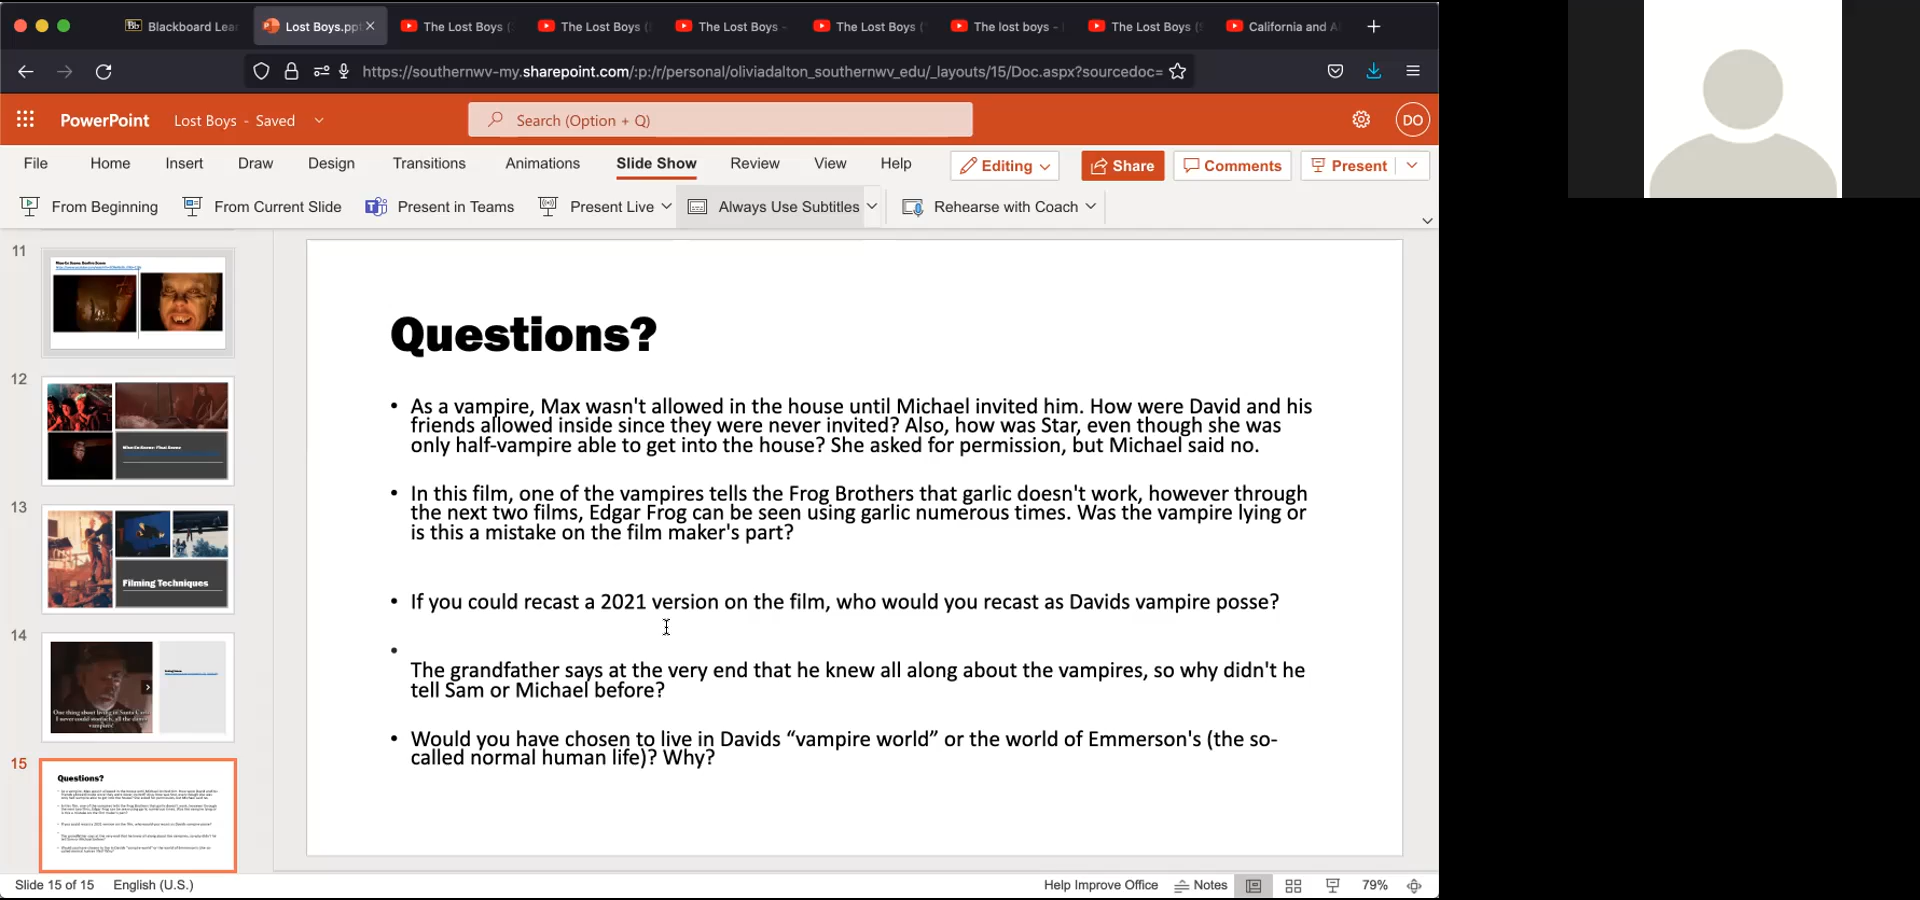 Blackboard Lear
Lost Boys.ppt
The Lost Boys (
The Lost Boys (
The Lost Boys -
The Lost Boys (
The lost boys -
The Lost Boys (
California and A
https://southernwv-my.sharepoint.com/:p:/r/personal/oliviadalton_southernwv_edu/_layouts/15/Doc.aspx?sourcedoc=
PowerPoint
Lost Boys - Saved
Search (Option + Q)
DO
File
Home
Insert
Draw
Design
Transitions
Animations
Slide Show
Review
View
Help
Editing
Share
Comments
Present
From Beginning
From Current Slide
Present in Teams
Present Live
Always Use Subtitles
Rehearse with Coach
11
12
13
Filming Techniques
14
15
Questions?
Questions?
• As a vampire, Max wasn't allowed in the house until Michael invited him. How were David and his
friends allowed inside since they were never invited? Also, how was Star, even though she was
only half-vampire able to get into the house? She asked for permission, but Michael said no.
• In this film, one of the vampires tells the Frog Brothers that garlic doesn't work, however through
the next two films, Edgar Frog can be seen using garlic numerous times. Was the vampire lying or
is this a mistake on the film maker's part?
• If you could recast a 2021 version on the film, who would you recast as Davids vampire posse?
•
The grandfather says at the very end that he knew all along about the vampires, so why didn't he
tell Sam or Michael before?
• Would you have chosen to live in Davids “vampire world” or the world of Emmerson's (the so-
called normal human life)? Why?
Slide 15 of 15
English (U.S.)
Help Improve Office
Notes
79%